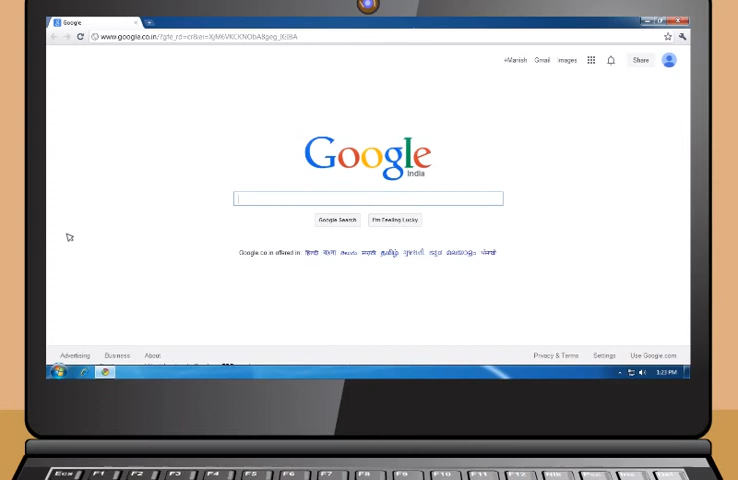 Google
www.google.co.in/?gfe_rd=cr&ei=
+Manish Gmail Images Share
Google
India
Google Search I'm Feeling Lucky
Google.co.in offered in: हिन्दी বাংলা తెలుగు मराठी தமிழ் ગુજરાતી ಕನ್ನಡ മലയാളം ਪੰਜਾਬੀ
Advertising Business About Privacy & Terms Settings Use Google.com
3:23 PM
Esc F1 F2 F3 F4 F5 F6 F7 F8 F9 F10 F11 F12